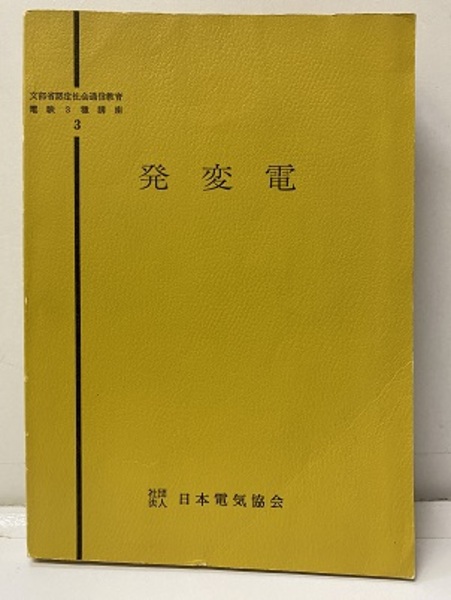 文部省認定社会通信教育
電験3種講座
3
発変電
社団
法人 日本電気協会